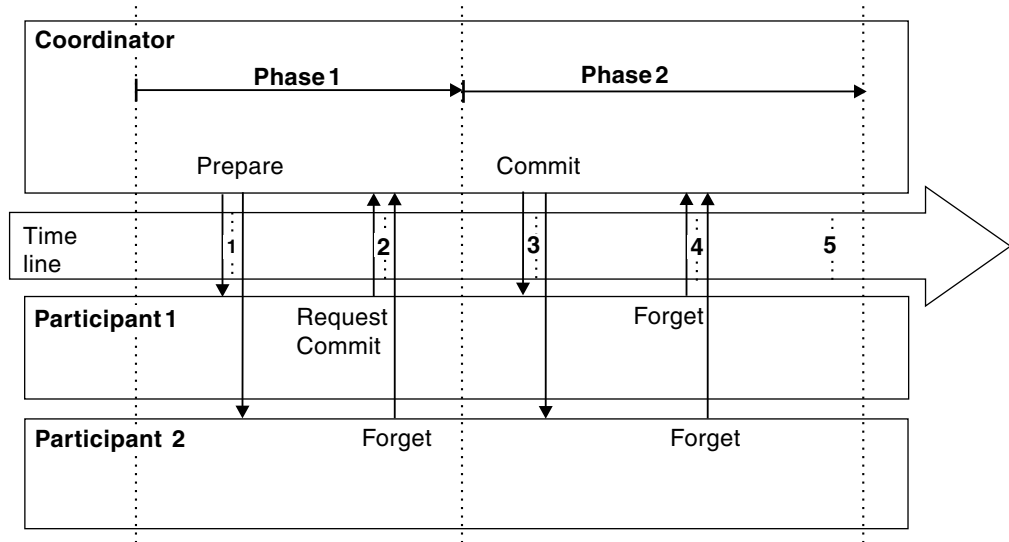 Coordinator
Phase 1
Phase 2
Prepare
Commit
Time
line
1
2
3
4
5
Participant 1
Request
Commit
Forget
Participant 2
Forget
Forget